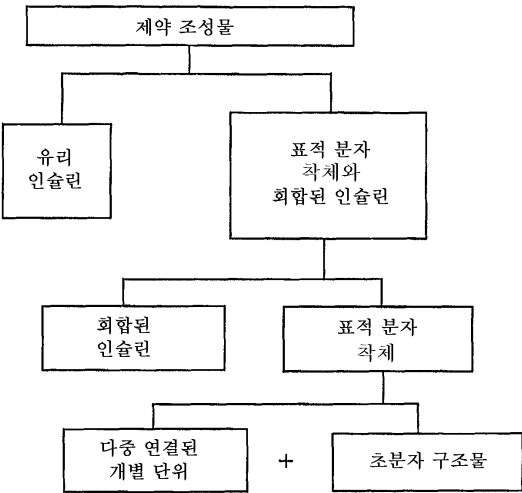 제약 조성물
유리
인슐린
표적 분자
착체와
회합된 인슐린
회합된
인슐린
표적 분자
착체
다중 연결된
개별 단위
+
초분자 구조물